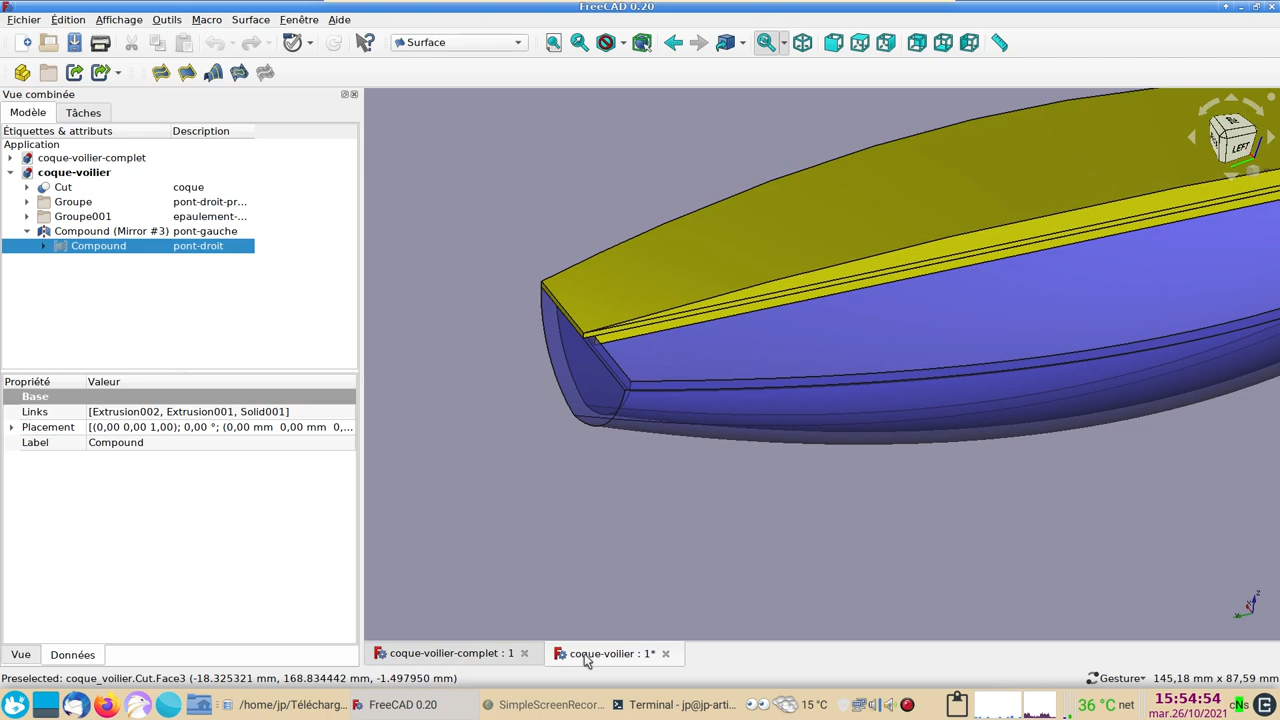 FreeCAD 0.20
Fichier Édition Affichage Outils Macro Surface Fenêtre Aide
Surface
Vue combinée
Modèle Tâches
Étiquettes & attributs Description
Application
coque-voilier-complet
coque-voilier
Cut coque
Groupe pont-droit-pr...
Groupe001 epaulement-...
Compound (Mirror #3) pont-gauche
Compound pont-droit
LEFT
Propriété Valeur
Base
Links [Extrusion002, Extrusion001, Solid001]
Placement [(0,00 0,00 1,00); 0,00 °; (0,00 mm 0,00 mm 0,...
Label Compound
Vue Données
coque-voilier-complet : 1 coque-voilier : 1*
Preselected: coque_voilier.Cut.Face3 (-18.325321 mm, 168.834442 mm, -1.497950 mm) Gesture 145,18 mm x 87,59 mm
/home/jp/Télécharg... FreeCAD 0.20 SimpleScreenRecor... Terminal - jp@jp-arti... 15 °C 36 °C net 15:54:54
mar.26/10/2021